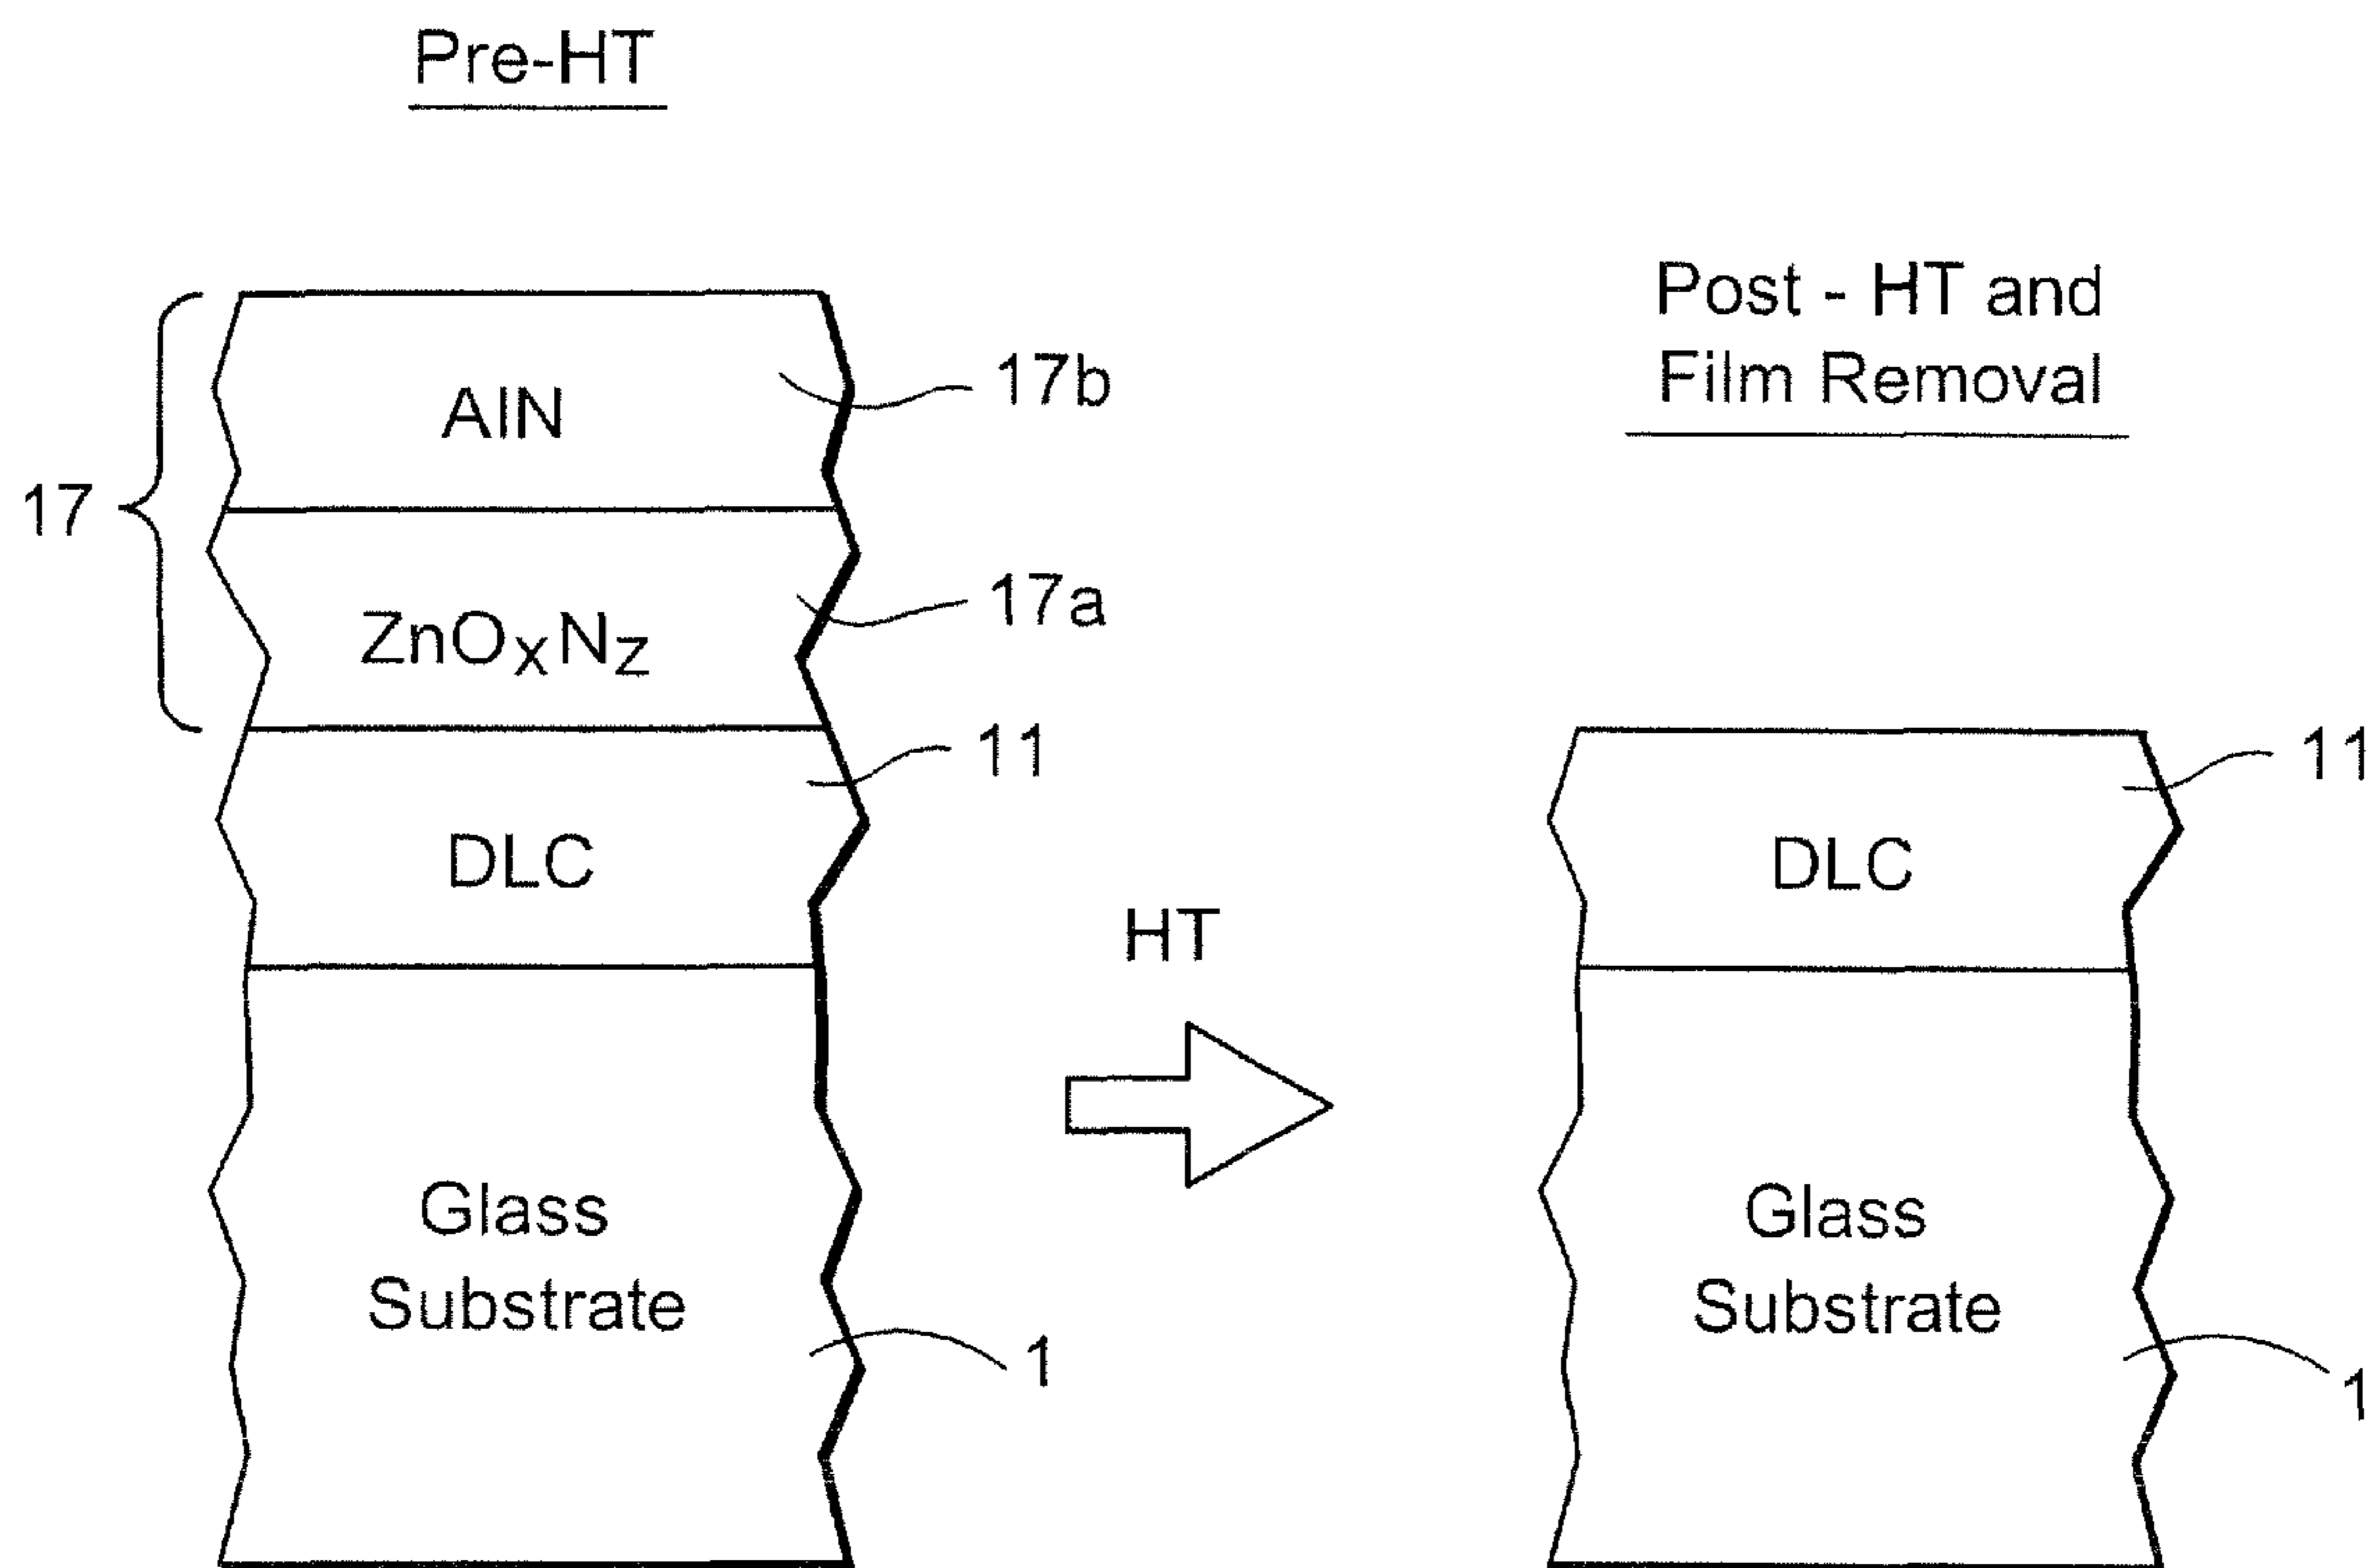 Pre-HT
Post - HT and
Film Removal
17
AlN
17b
ZnOxNz
17a
DLC
11
Glass
Substrate
1
HT
DLC
11
Glass
Substrate
1